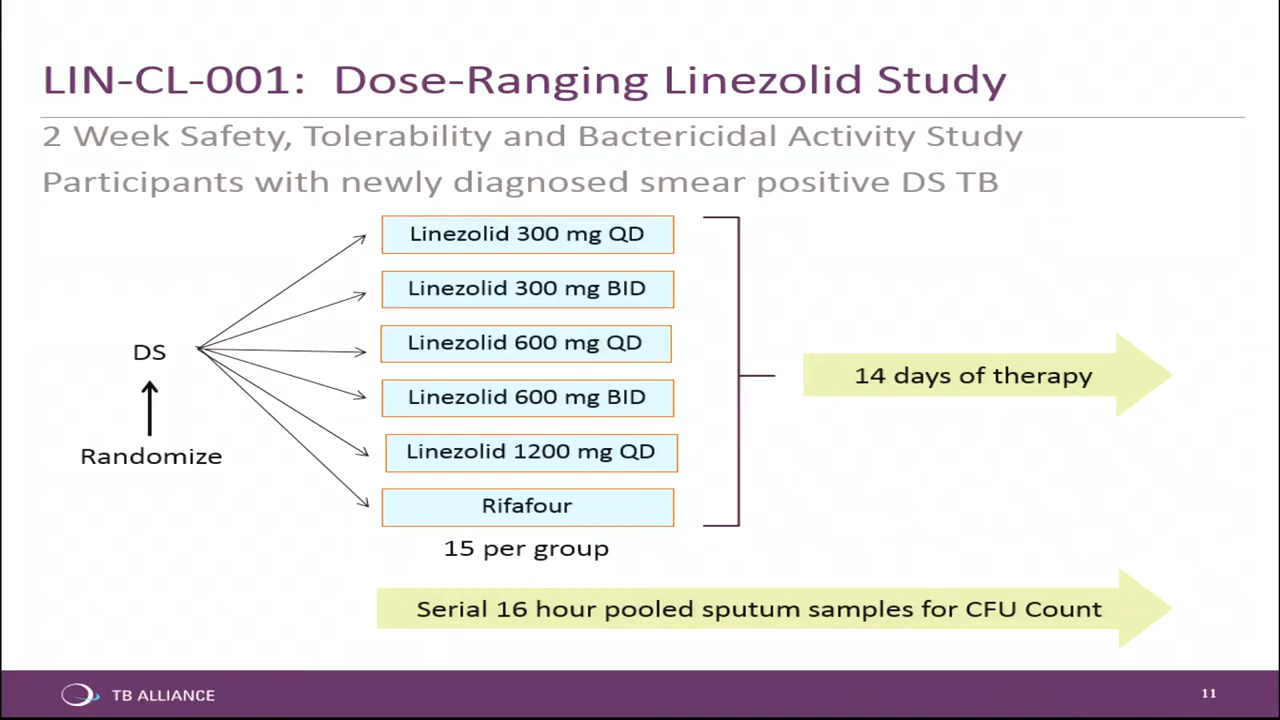 LIN-CL-001: Dose-Ranging Linezolid Study
2 Week Safety, Tolerability and Bactericidal Activity Study
Participants with newly diagnosed smear positive DS TB
Linezolid 300 mg QD
Linezolid 300 mg BID
Linezolid 600 mg QD
DS
14 days of therapy
Linezolid 600 mg BID
Randomize
Linezolid 1200 mg QD
Rifafour
15 per group
Serial 16 hour pooled sputum samples for CFU Count
TB ALLIANCE
11